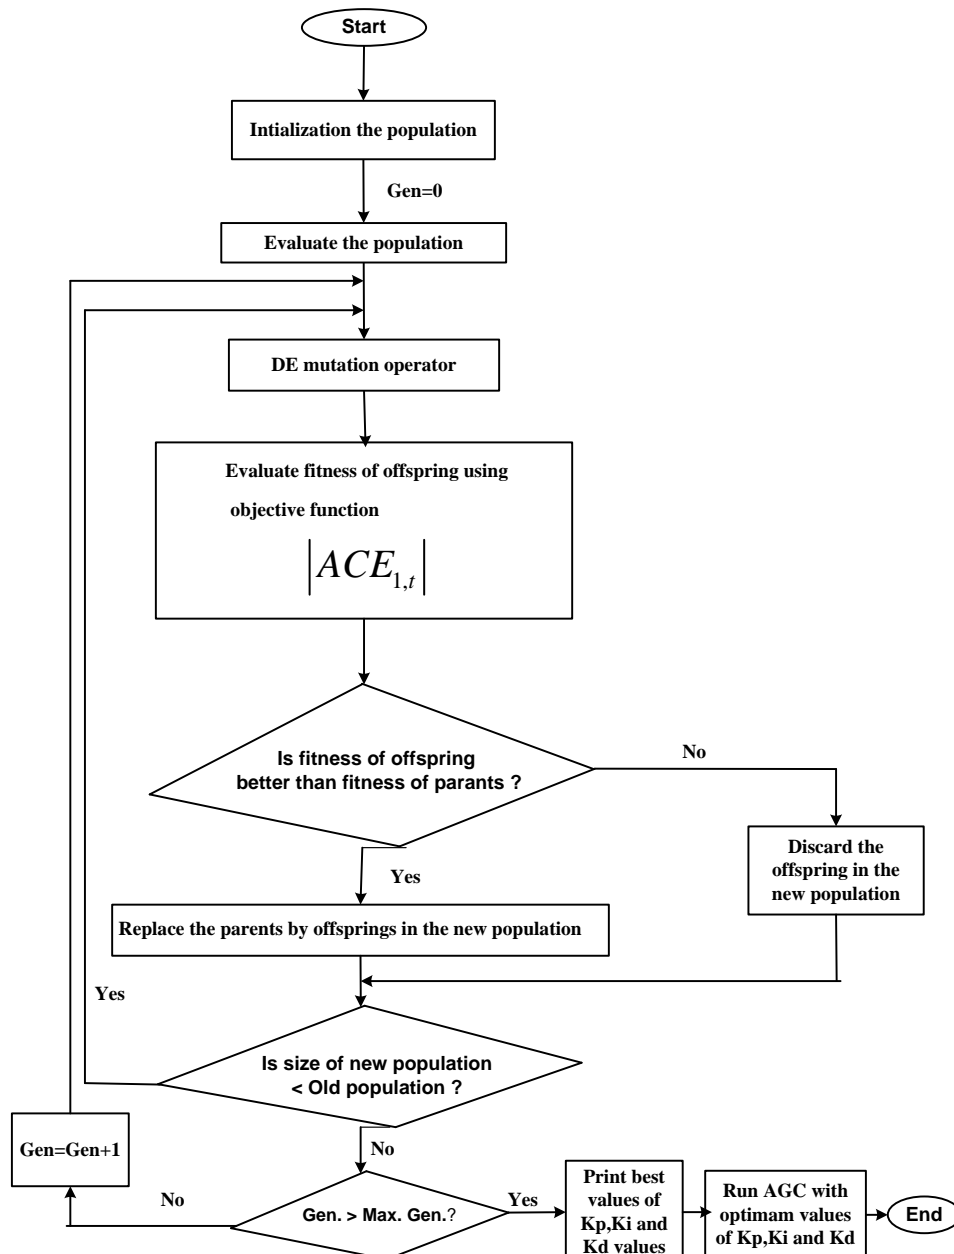 Start
Intialization the population
Gen=0
Evaluate the population
DE mutation operator
Evaluate fitness of offspring using
objective function
|ACE1,t|
Is fitness of offspring
better than fitness of parants ?
No
Yes
Discard the
offspring in the
new population
Replace the parents by offsprings in the new population
Yes
Is size of new population
< Old population ?
Gen=Gen+1
No
No
Gen. > Max. Gen.?
Yes
Print best
values of
Kp,Ki and
Kd values
Run AGC with
optimam values
of Kp,Ki and Kd
End